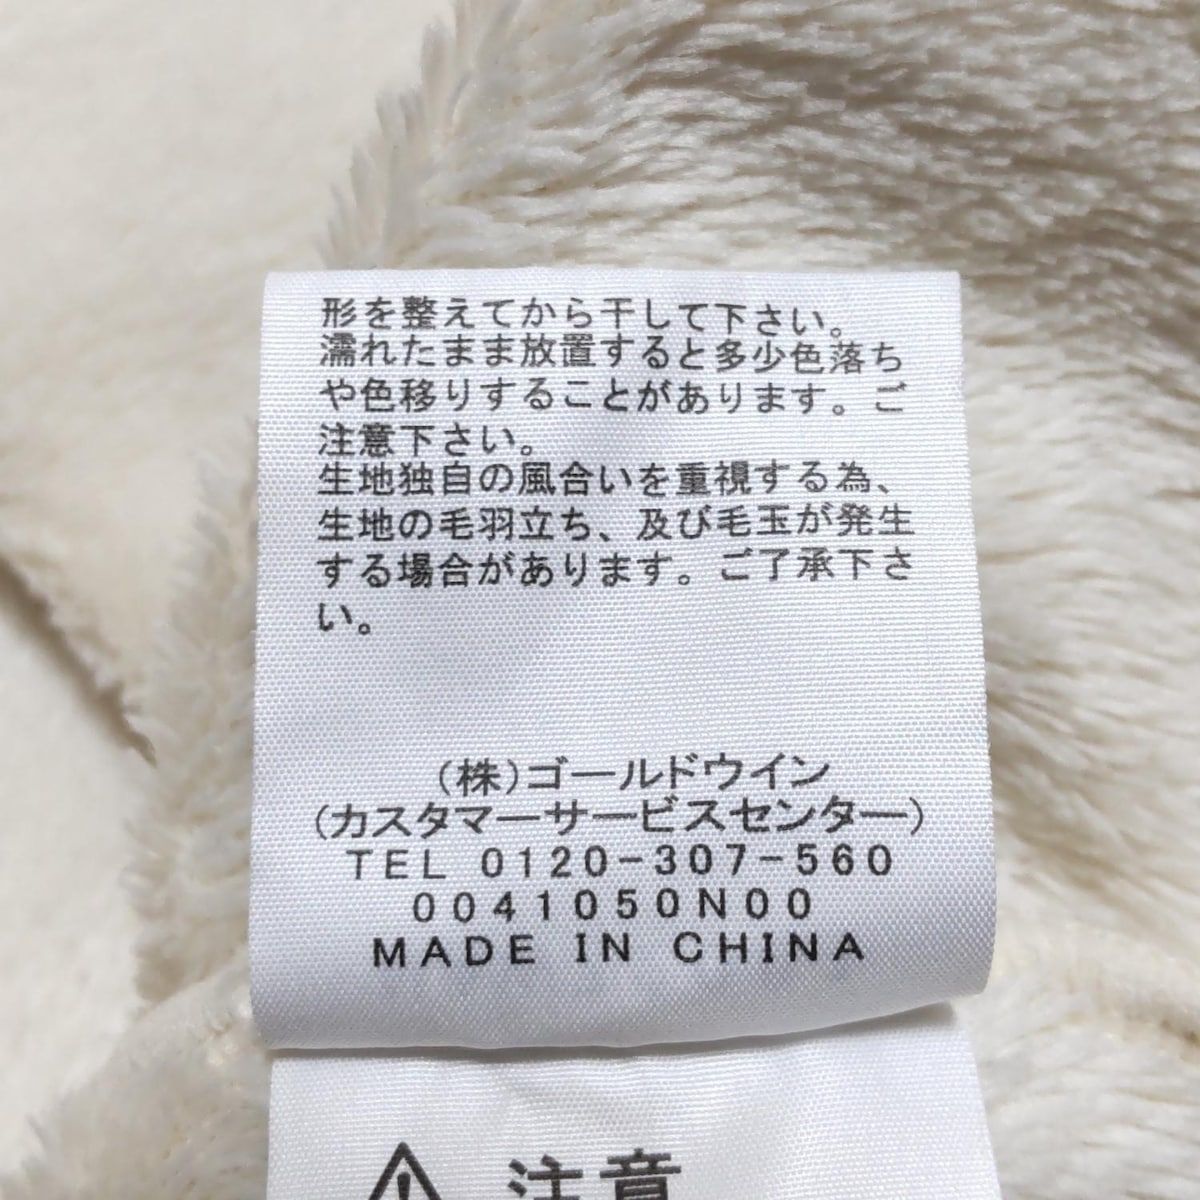 形を整えてから干して下さい。
濡れたまま放置すると多少色落ち
や色移りすることがあります。ご
注意下さい。
生地独自の風合いを重視する為、
生地の毛羽立ち、及び毛玉が発生
する場合があります。ご了承下さ
い。
(株)ゴールドウイン
(カスタマーサービスセンター)
TEL 0120-307-560
0041050N00
MADE IN CHINA
注意